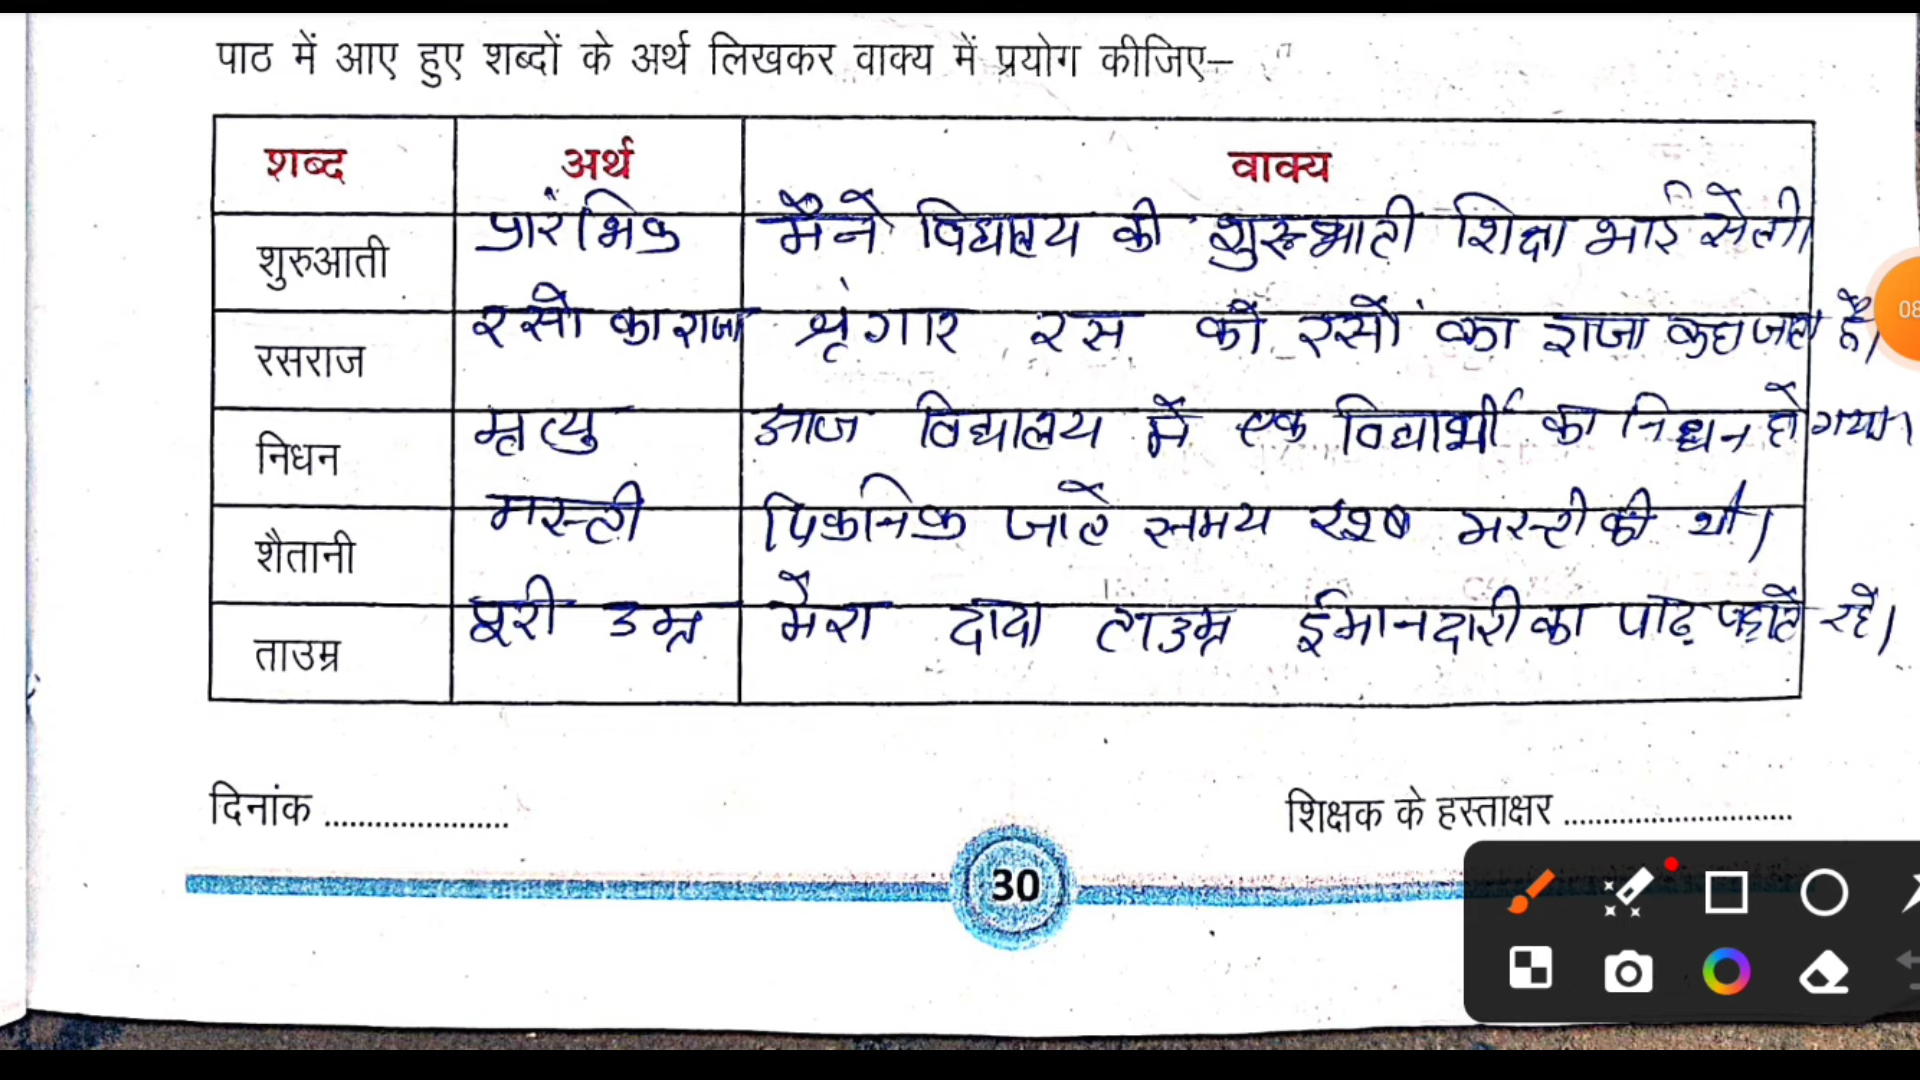 पाठ में आए हुए शब्दों के अर्थ लिखकर वाक्य में प्रयोग कीजिए–
शब्द अर्थ वाक्य
शुरुआती प्रारंभिक मैंने विद्यालय की शुरुआती शिक्षा भाई से ली।
रसराज रसों का राजा श्रृंगार रस को रसों का राजा कहा जाता है।
निधन मृत्यु आज विद्यालय में एक विद्यार्थी का निधन हो गया।
शैतानी मस्ती पिकनिक जाते समय मस्ती की थी।
ताउम्र पूरी उम्र मेरा दादा ताउम्र ईमानदारी का पाढ़ पढ़ाते रहे।
दिनांक .....................
शिक्षक के हस्ताक्षर ...........................
30
08